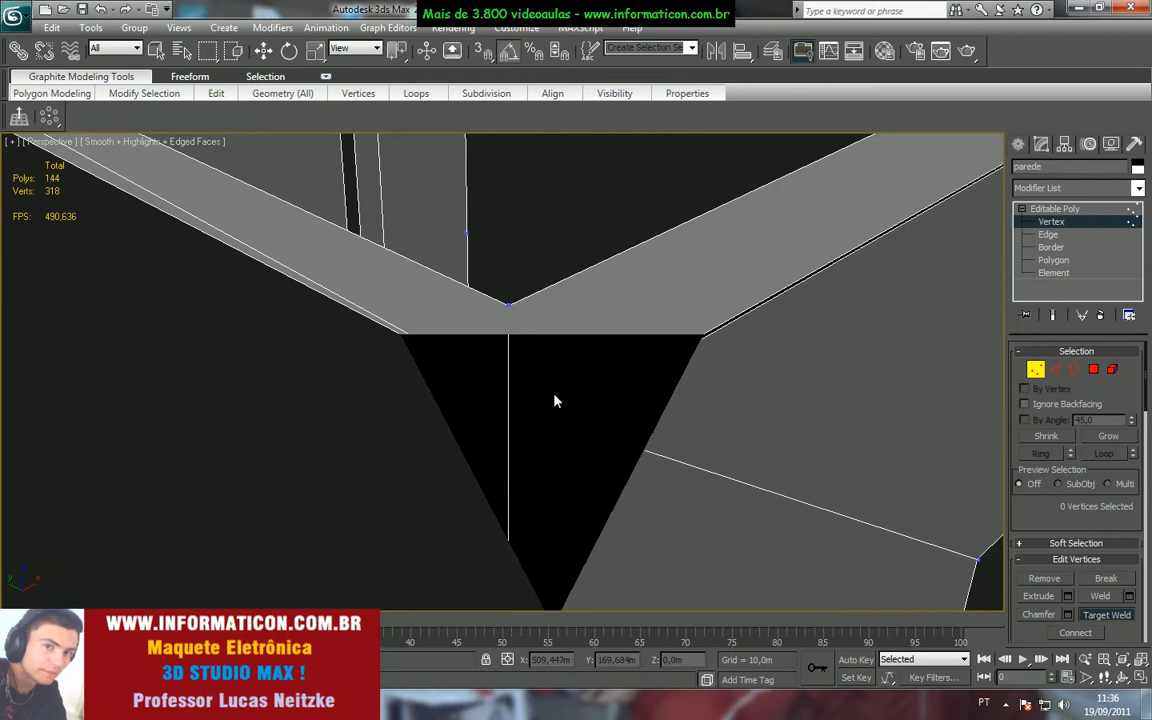 Autodesk 3ds Max 2
Mais de 3.800 videoaulas - www.informaticon.com.br
Type a keyword or phrase
Edit Tools Group Views Create Modifiers Animation Graph Editors Rendering Customize MAXScript Help
All View Create Selection Se
Graphite Modeling Tools Freeform Selection
Polygon Modeling Modify Selection Edit Geometry (All) Vertices Loops Subdivision Align Visibility Properties
[ + ] [ Perspective ] [ Smooth + Highlights + Edged Faces ]
Total
Polys: 144
Verts: 318
FPS: 490,636
parede
Modifier List
Editable Poly
Vertex
Edge
Border
Polygon
Element
Selection
By Vertex
Ignore Backfacing
By Angle: 45,0
Shrink Grow
Ring Loop
Preview Selection
Off SubObj Multi
0 Vertices Selected
Soft Selection
Edit Vertices
Remove Break
Extrude Weld
Chamfer Target Weld
Connect
WWW.INFORMATICON.COM.BR
Maquete Eletrônica
3D STUDIO MAX !
Professor Lucas Neitzke
40 45 50 55 60 65 70 75 80 85 90 95 100
X: 509,447m Y: 169,684m Z: 0,0m Grid = 10,0m
Add Time Tag
Auto Key Selected
Set Key Key Filters... 0
PT 11:36
19/09/2011